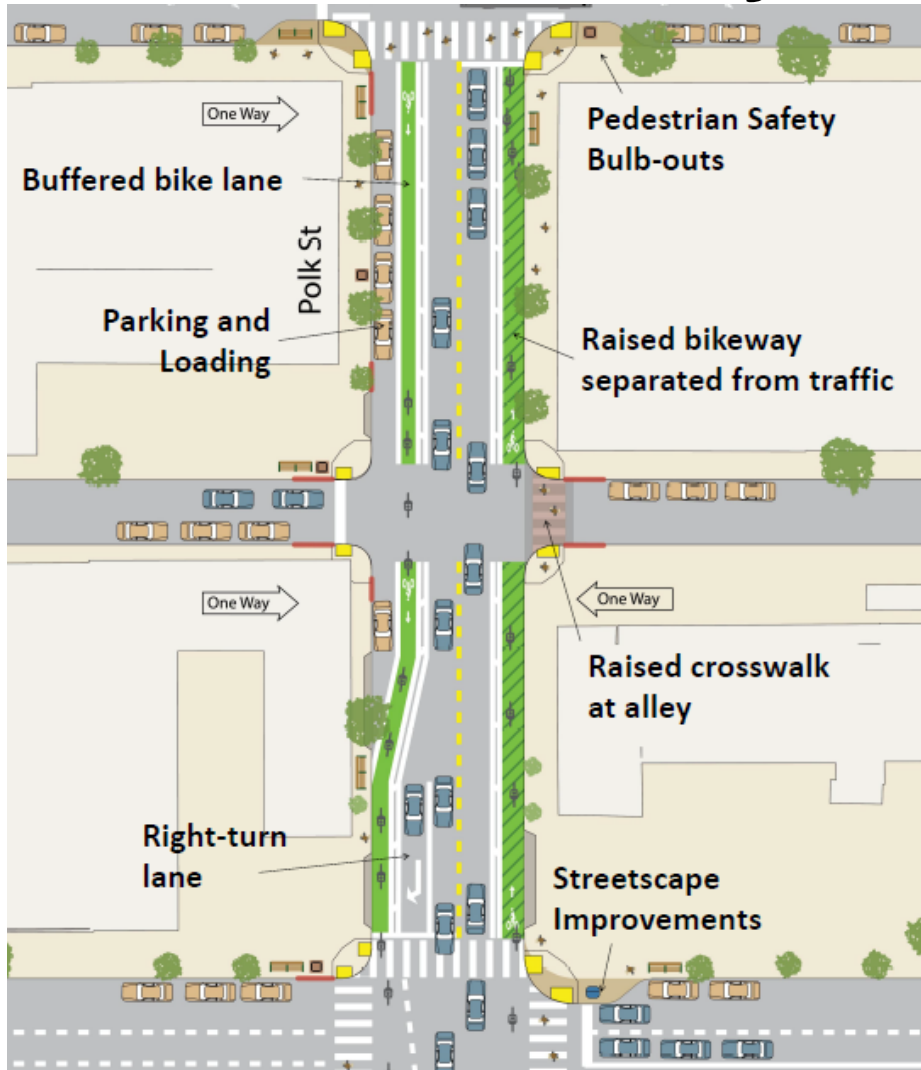 One Way
Pedestrian Safety
Bulb-outs
Buffered bike lane
Polk St
Parking and
Loading
Raised bikeway
separated from traffic
One Way
One Way
Raised crosswalk
at alley
Right-turn
lane
Streetscape
Improvements